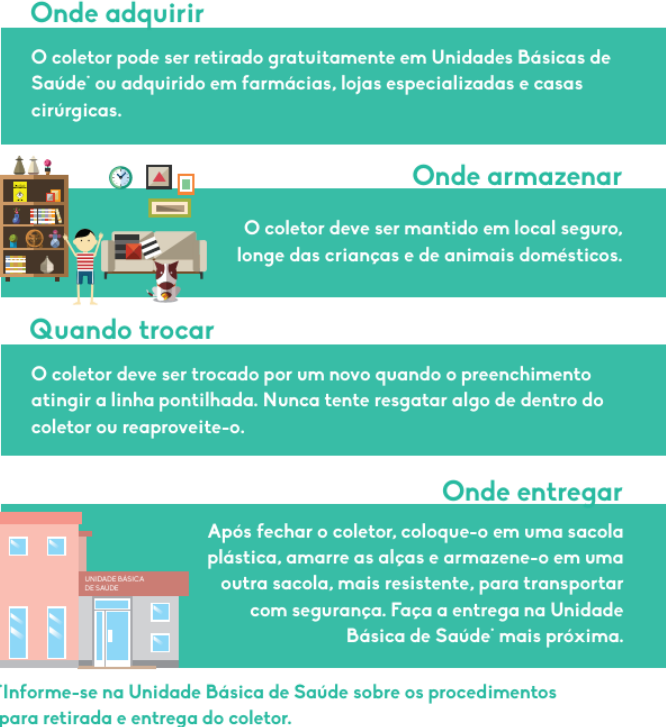 Onde adquirir
O coletor pode ser retirado gratuitamente em Unidades Básicas de
Saúde* ou adquirido em farmácias, lojas especializadas e casas
cirúrgicas.
Onde armazenar
O coletor deve ser mantido em local seguro,
longe das crianças e de animais domésticos.
Quando trocar
O coletor deve ser trocado por um novo quando o preenchimento
atingir a linha pontilhada. Nunca tente resgatar algo de dentro do
coletor ou reaproveite-o.
Onde entregar
Após fechar o coletor, coloque-o em uma sacola
plástica, amarre as alças e armazene-o em uma
outra sacola, mais resistente, para transportar
com segurança. Faça a entrega na Unidade
Básica de Saúde* mais próxima.
UNIDADE BASICA
DE SAUDE
*Informe-se na Unidade Básica de Saúde sobre os procedimentos
para retirada e entrega do coletor.